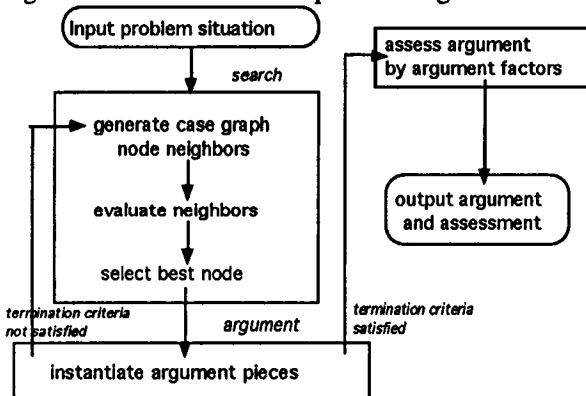 Input problem situation
search
generate case graph
node neighbors
evaluate neighbors
select best node
termination criteria
not satisfied
argument
instantiate argument pieces
termination criteria
satisfied
assess argument
by argument factors
output argument
and assessment